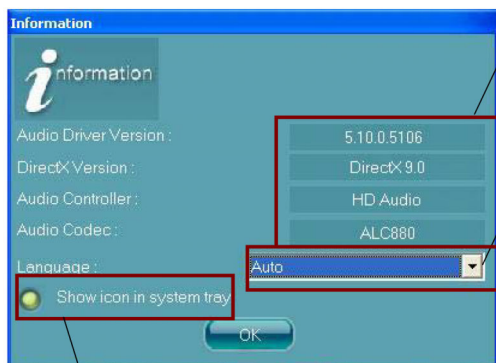 Information
information
Audio Driver Version : 5.10.0.5106
DirectX Version : DirectX 9.0
Audio Controller : HD Audio
Audio Codec : ALC880
Language : Auto
Show icon in system tray
OK